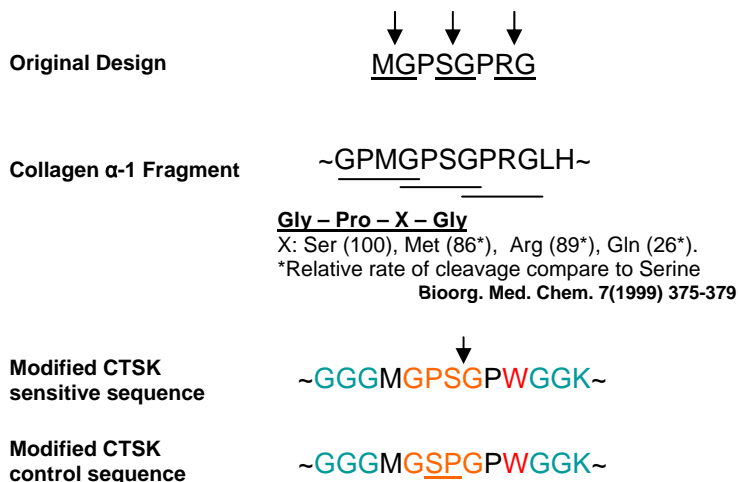 Original Design MGPSGPRG
Collagen α-1 Fragment ~GPMGPSGPRGLH~
Gly – Pro – X – Gly
X: Ser (100), Met (86*), Arg (89*), Gln (26*).
*Relative rate of cleavage compare to Serine
Bioorg. Med. Chem. 7(1999) 375-379
Modified CTSK
sensitive sequence ~GGGMGPSGPWGGK~
Modified CTSK
control sequence ~GGGMGSPGPWGGK~